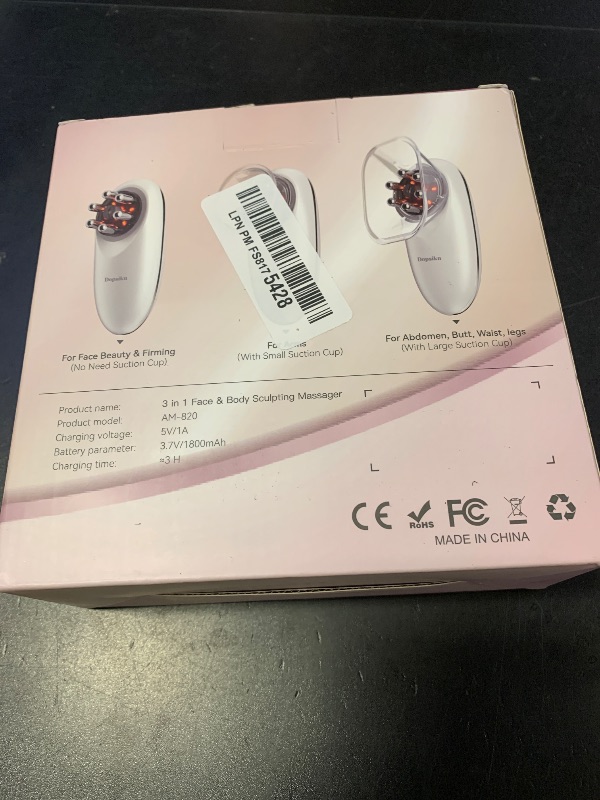 LPN PM FS8175428
For Face Beauty & Firming
(No Need Suction Cup)
(With Small Suction Cup)
For Abdomen, Butt, Waist, legs
(With Large Suction Cup)
Product name: 3 in 1 Face & Body Sculpting Massager
Product model: AM-820
Charging voltage: 5V/1A
Battery parameter: 3.7V/1800mAh
Charging time: ≈3 H
CE RoHS FC
MADE IN CHINA